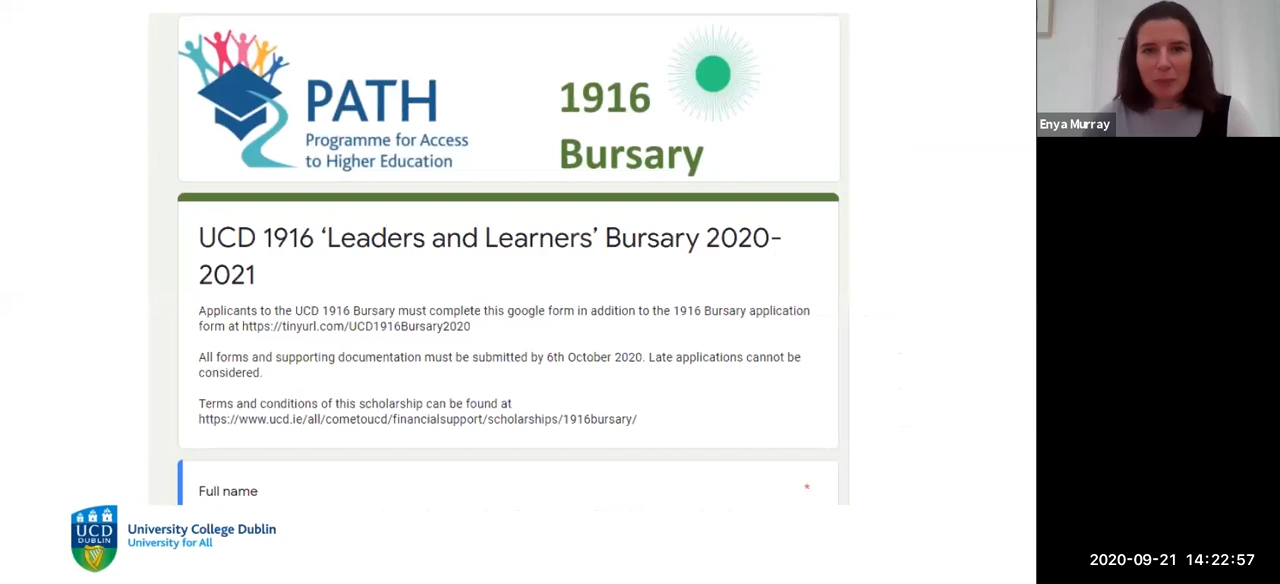 PATH
Programme for Access
to Higher Education
1916
Bursary
Enya Murray
UCD 1916 ‘Leaders and Learners’ Bursary 2020-
2021
Applicants to the UCD 1916 Bursary must complete this google form in addition to the 1916 Bursary application
form at https://tinyurl.com/UCD1916Bursary2020
All forms and supporting documentation must be submitted by 6th October 2020. Late applications cannot be
considered.
Terms and conditions of this scholarship can be found at
https://www.ucd.ie/all/cometoucd/financialsupport/scholarships/1916bursary/
Full name *
UCD
DUBLIN
University College Dublin
University for All
2020-09-21 14:22:57